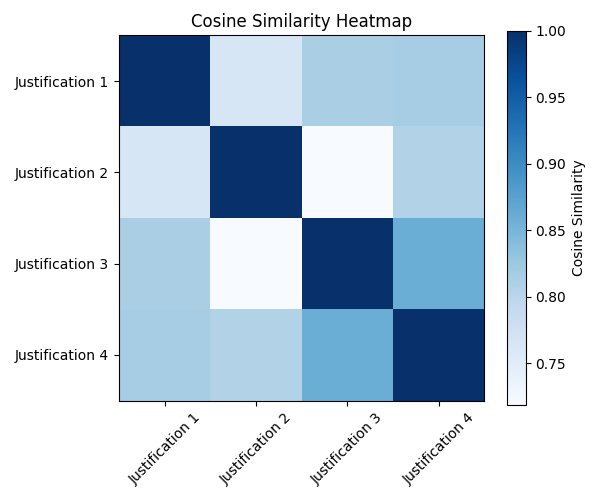 Cosine Similarity Heatmap
Justification 1
Justification 2
Justification 3
Justification 4
Justification 1
Justification 2
Justification 3
Justification 4
1.00
0.95
0.90
0.85
0.80
0.75
Cosine Similarity